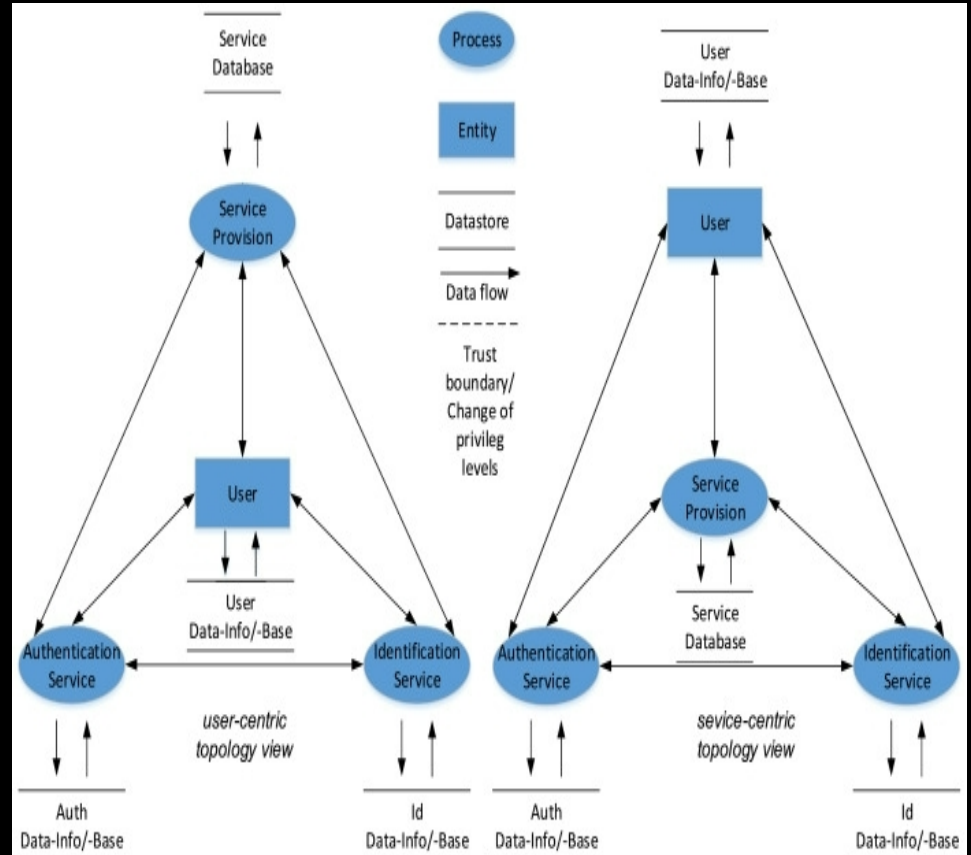 Service
Database
Service
Provision
User
User
Data-Info/-Base
Authentication
Service
Identification
Service
user-centric
topology view
Auth
Data-Info/-Base
Id
Data-Info/-Base
Process
Entity
Datastore
Data flow
Trust
boundary/
Change of
privileg
levels
User
Data-Info/-Base
User
Service
Provision
Service
Database
Authentication
Service
Identification
Service
sevice-centric
topology view
Auth
Data-Info/-Base
Id
Data-Info/-Base